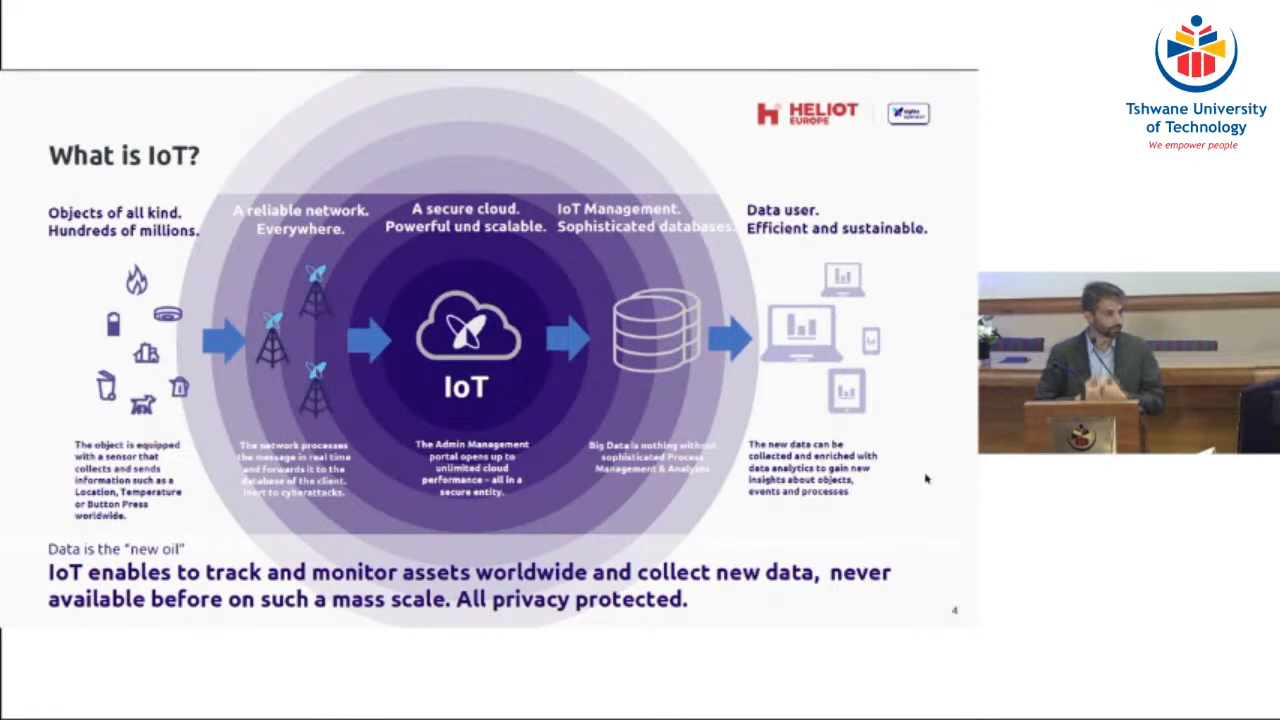 Tshwane University
of Technology
We empower people
HELIOT
EUROPE
What is IoT?
Objects of all kind.
Hundreds of millions.
A reliable network.
Everywhere.
A secure cloud.
Powerful und scalable.
IoT Management.
Sophisticated databases.
Data user.
Efficient and sustainable.
IoT
The object is equipped
with a sensor that
collects and sends
information such as a
Location, Temperature
or Button Press
worldwide.
The network processes
the message in real time
and forwards it to the
database of the client.
Inert to cyberattacks.
The Admin Management
portal opens up to
unlimited cloud
performance – all in a
secure entity.
Big Data is nothing without
sophisticated Process
Management & Analyzes
The new data can be
collected and enriched with
data analytics to gain new
insights about objects,
events and processes
Data is the "new oil"
IoT enables to track and monitor assets worldwide and collect new data, never
available before on such a mass scale. All privacy protected.
4